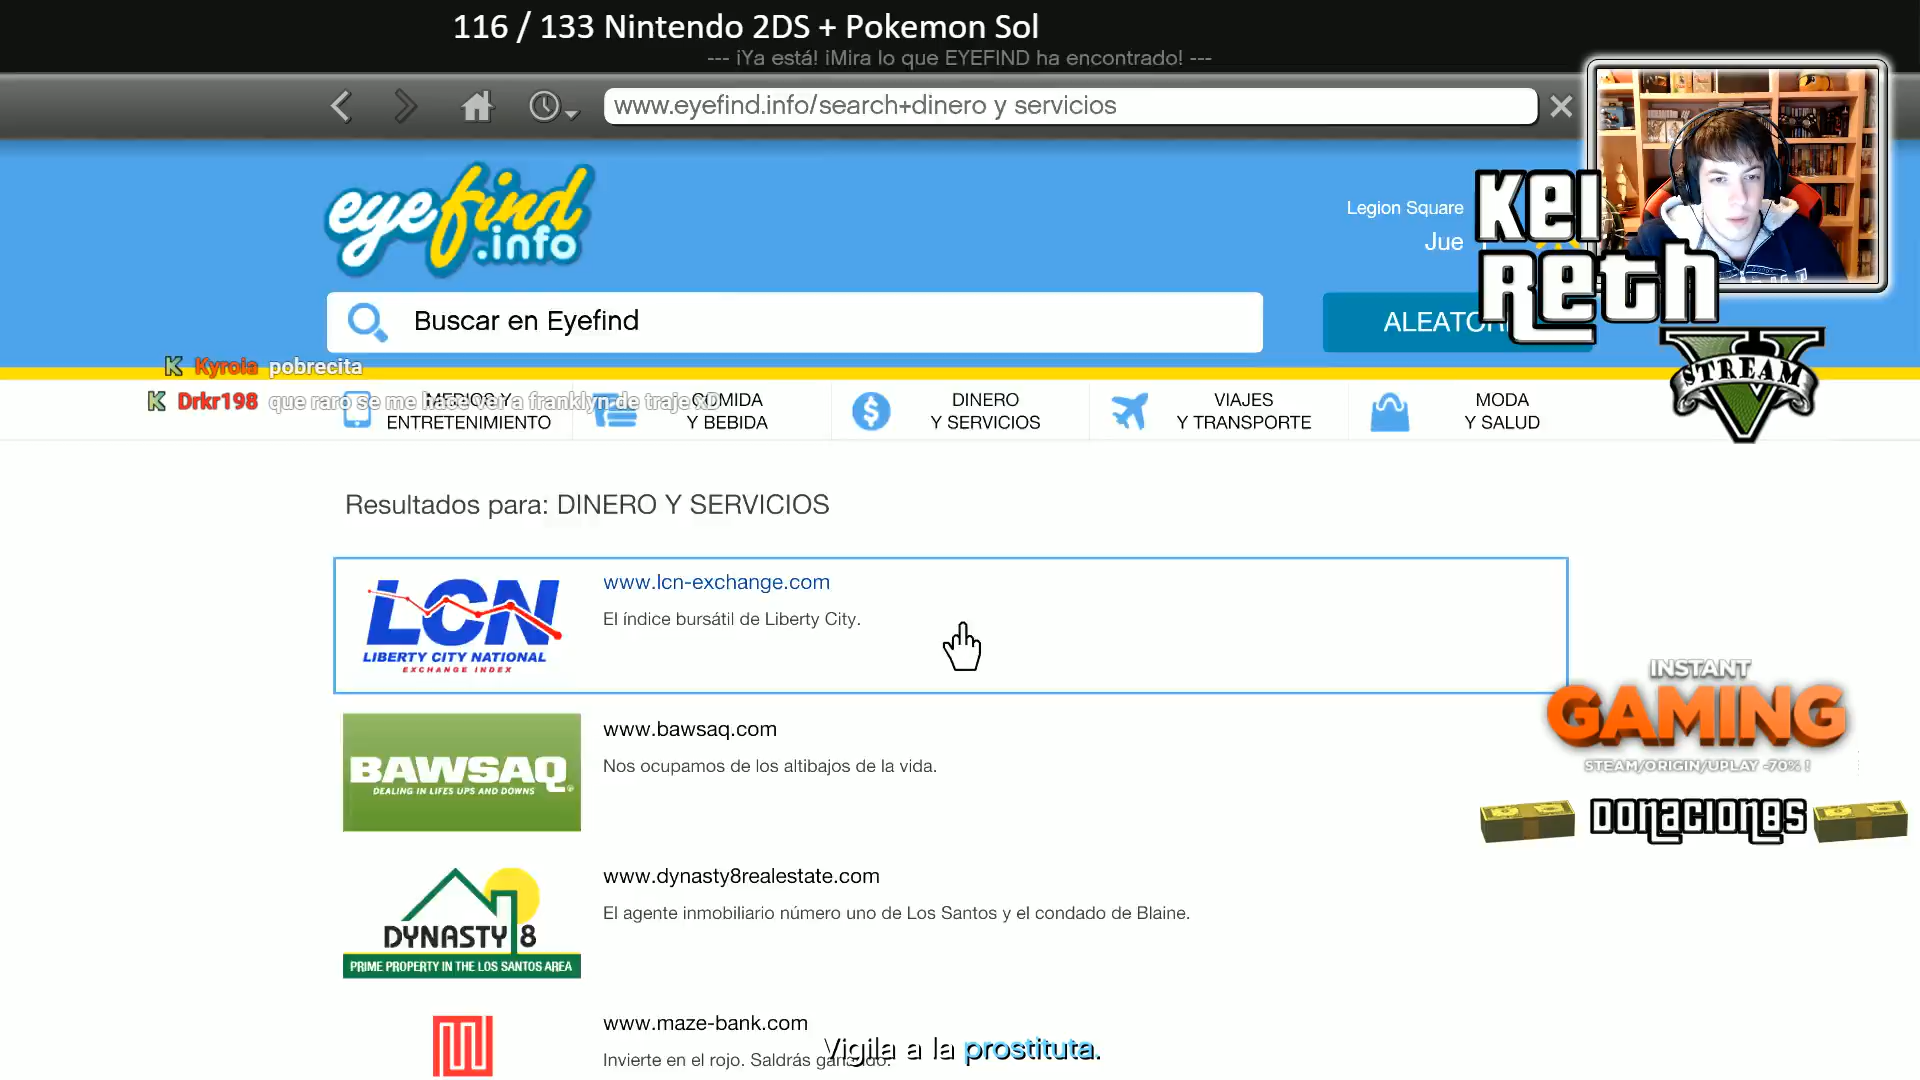 116 / 133 Nintendo 2DS + Pokemon Sol
--- ¡Ya está! ¡Mira lo que EYEFIND ha encontrado! ---
www.eyefind.info/search+dinero y servicios
eyefind
.info
Legion Square
Jue
Kel
Reth
V
STREAM
Buscar en Eyefind
Kyroia pobrecita
Drkr198 que raro se me hace ver a franklyn de traje XD
MEDIOS Y
ENTRETENIMIENTO
COMIDA
Y BEBIDA
DINERO
Y SERVICIOS
VIAJES
Y TRANSPORTE
MODA
Y SALUD
Resultados para: DINERO Y SERVICIOS
LCN
LIBERTY CITY NATIONAL
EXCHANGE INDEX
www.lcn-exchange.com
El índice bursátil de Liberty City.
BAWSAQ
DEALING IN LIFES UPS AND DOWNS
www.bawsaq.com
Nos ocupamos de los altibajos de la vida.
INSTANT
GAMING
STEAM/ORIGIN/UPLAY -70% !
DONACIONES
DYNASTY 8
PRIME PROPERTY IN THE LOS SANTOS AREA
www.dynasty8realestate.com
El agente inmobiliario número uno de Los Santos y el condado de Blaine.
www.maze-bank.com
Invierte en el rojo. Saldrás
Vigila a la prostituta.